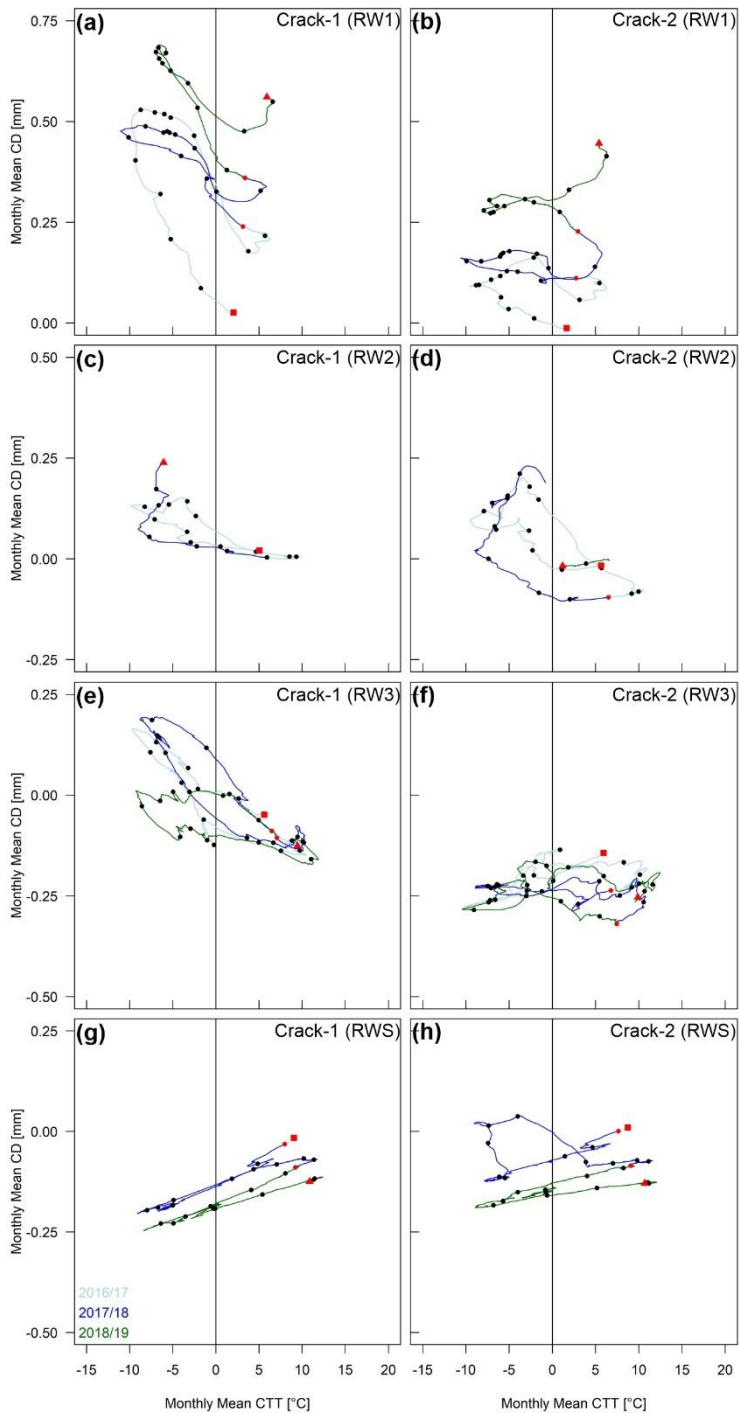 (a) Crack-1 (RW1)
(b) Crack-2 (RW1)
Monthly Mean CD [mm]
0.75
0.50
0.25
0.00
(c) Crack-1 (RW2)
(d) Crack-2 (RW2)
Monthly Mean CD [mm]
0.50
0.25
0.00
-0.25
(e) Crack-1 (RW3)
(f) Crack-2 (RW3)
Monthly Mean CD [mm]
0.25
0.00
-0.25
-0.50
(g) Crack-1 (RWS)
(h) Crack-2 (RWS)
Monthly Mean CD [mm]
0.25
0.00
-0.25
-0.50
2016/17
2017/18
2018/19
-15 -10 -5 0 5 10 15 20
-15 -10 -5 0 5 10 15 20
Monthly Mean CTT [°C]
Monthly Mean CTT [°C]